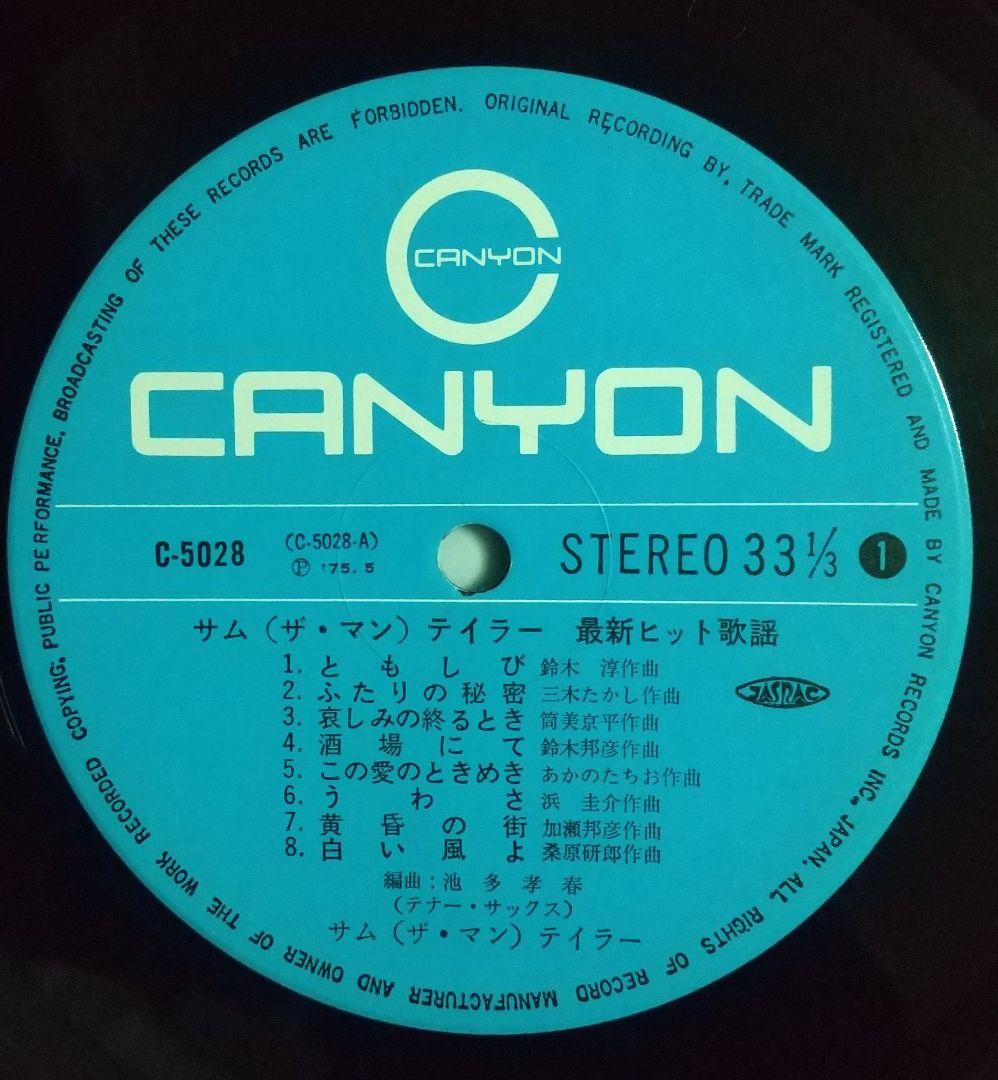 PUBLIC PERFORMANCE, BROADCASTING OF THESE RECORDS ARE FORBIDDEN. ORIGINAL RECORDING BY. TRADE MARK REGISTERED AND MADE BY CANYON RECORDS INC., JAPAN. ALL RIGHTS OF RECORD MANUFACTURER AND OWNER OF THE WORK RECORDED COPYING;
CANYON
CANYON
C-5028 (C-5028-A) STEREO 33 1/3 1
Ⓟ '75. 5
サム（ザ・マン）テイラー 最新ヒット歌謡
1. ともしび 鈴木 淳作曲
2. ふたりの秘密 三木たかし作曲
3. 哀しみの終るとき 筒美京平作曲
JASRAC
4. 酒場にて 鈴木邦彦作曲
5. この愛のときめき あかのたちお作曲
6. うわさ 浜 圭介作曲
7. 黄昏の街 加瀬邦彦作曲
8. 白い風よ 桑原研郎作曲
編曲：池多孝春
（テナー・サックス）
サム（ザ・マン）テイラー